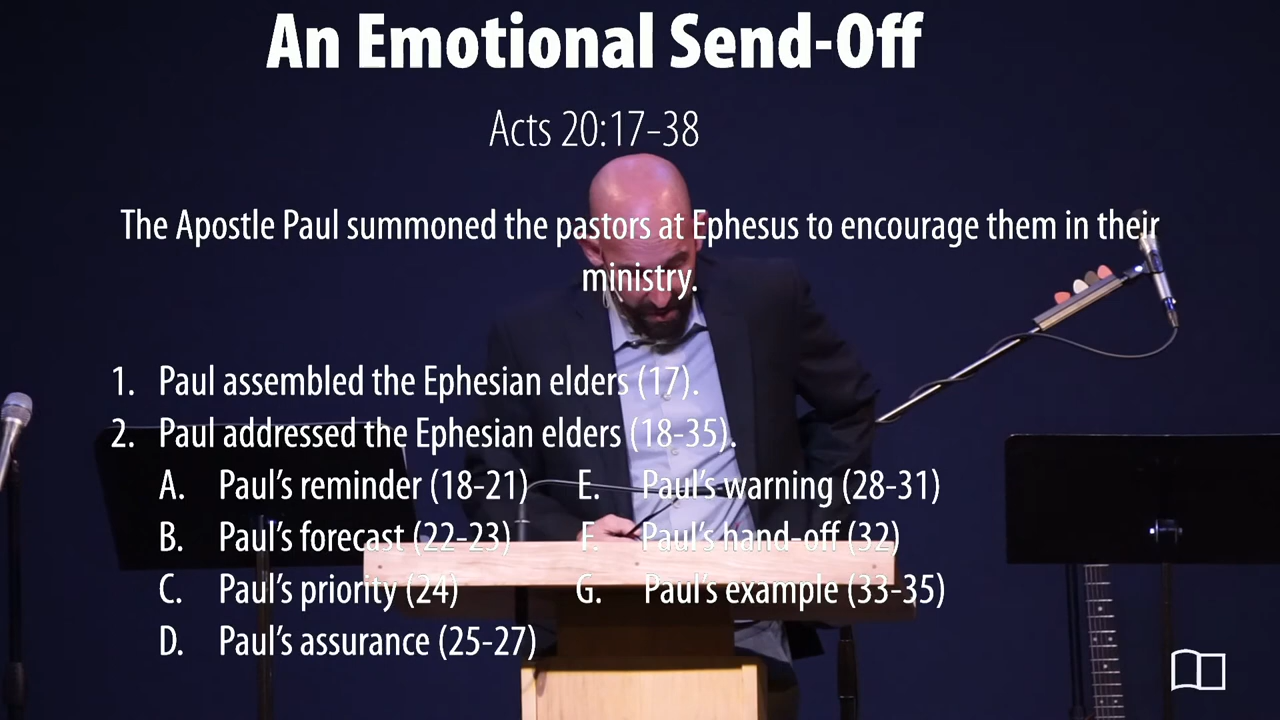 An Emotional Send-Off
Acts 20:17-38
The Apostle Paul summoned the pastors at Ephesus to encourage them in their
ministry.
1. Paul assembled the Ephesian elders (17).
2. Paul addressed the Ephesian elders (18-35).
A. Paul's reminder (18-21)
B. Paul's forecast (22-23)
C. Paul's priority (24)
D. Paul's assurance (25-27)
E. Paul's warning (28-31)
F. Paul's hand-off (32)
G. Paul's example (33-35)